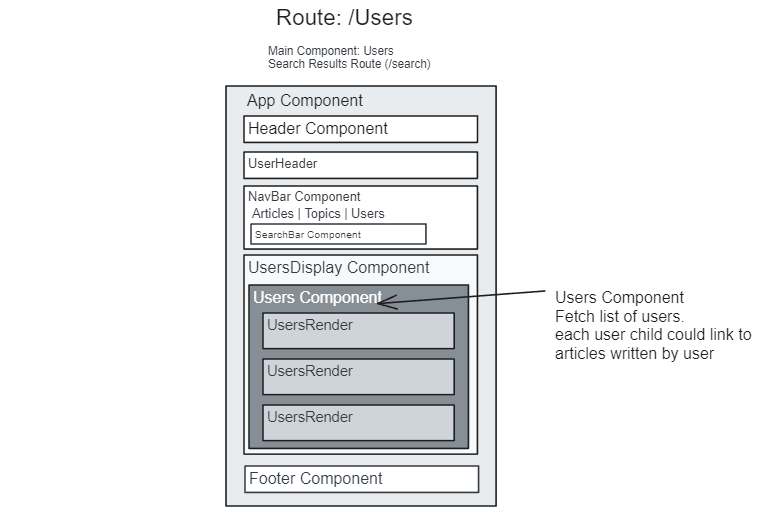 Route: /Users
Main Component: Users
Search Results Route (/search)
App Component
Header Component
UserHeader
NavBar Component
Articles | Topics | Users
SearchBar Component
UsersDisplay Component
Users Component
UsersRender
UsersRender
UsersRender
Footer Component
Users Component
Fetch list of users.
each user child could link to
articles written by user